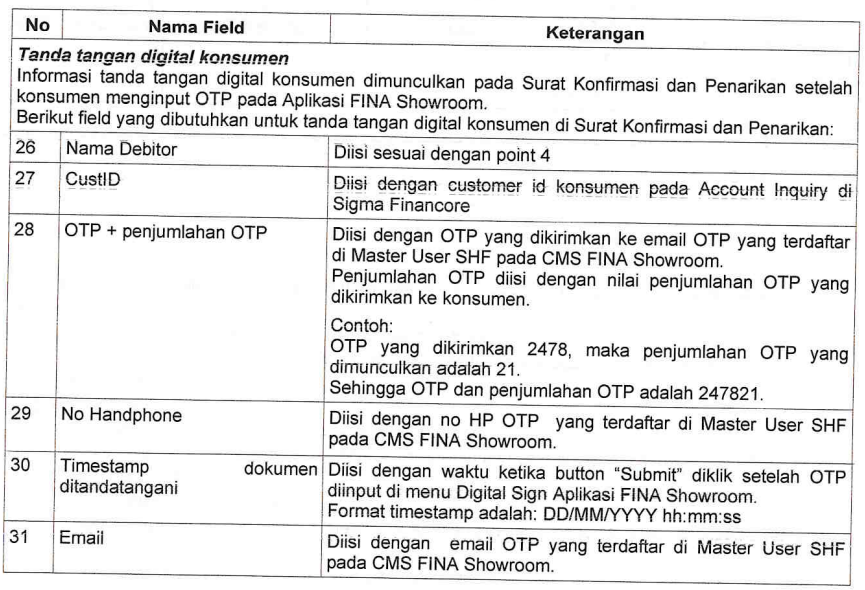 No Nama Field Keterangan
Tanda tangan digital konsumen
Informasi tanda tangan digital konsumen dimunculkan pada Surat Konfirmasi dan Penarikan setelah
konsumen menginput OTP pada Aplikasi FINA Showroom.
Berikut field yang dibutuhkan untuk tanda tangan digital konsumen di Surat Konfirmasi dan Penarikan:
26 Nama Debitor Diisi sesuai dengan point 4
27 CustID Diisi dengan customer id konsumen pada Account Inquiry di
Sigma Financore
28 OTP + penjumlahan OTP Diisi dengan OTP yang dikirimkan ke email OTP yang terdaftar
di Master User SHF pada CMS FINA Showroom.
Penjumlahan OTP diisi dengan nilai penjumlahan OTP yang
dikirimkan ke konsumen.
Contoh:
OTP yang dikirimkan 2478, maka penjumlahan OTP yang
dimunculkan adalah 21.
Sehingga OTP dan penjumlahan OTP adalah 247821.
29 No Handphone Diisi dengan no HP OTP yang terdaftar di Master User SHF
pada CMS FINA Showroom.
30 Timestamp dokumen Diisi dengan waktu ketika button “Submit” diklik setelah OTP
ditandatangani diinput di menu Digital Sign Aplikasi FINA Showroom.
Format timestamp adalah: DD/MM/YYYY hh:mm:ss
31 Email Diisi dengan email OTP yang terdaftar di Master User SHF
pada CMS FINA Showroom.